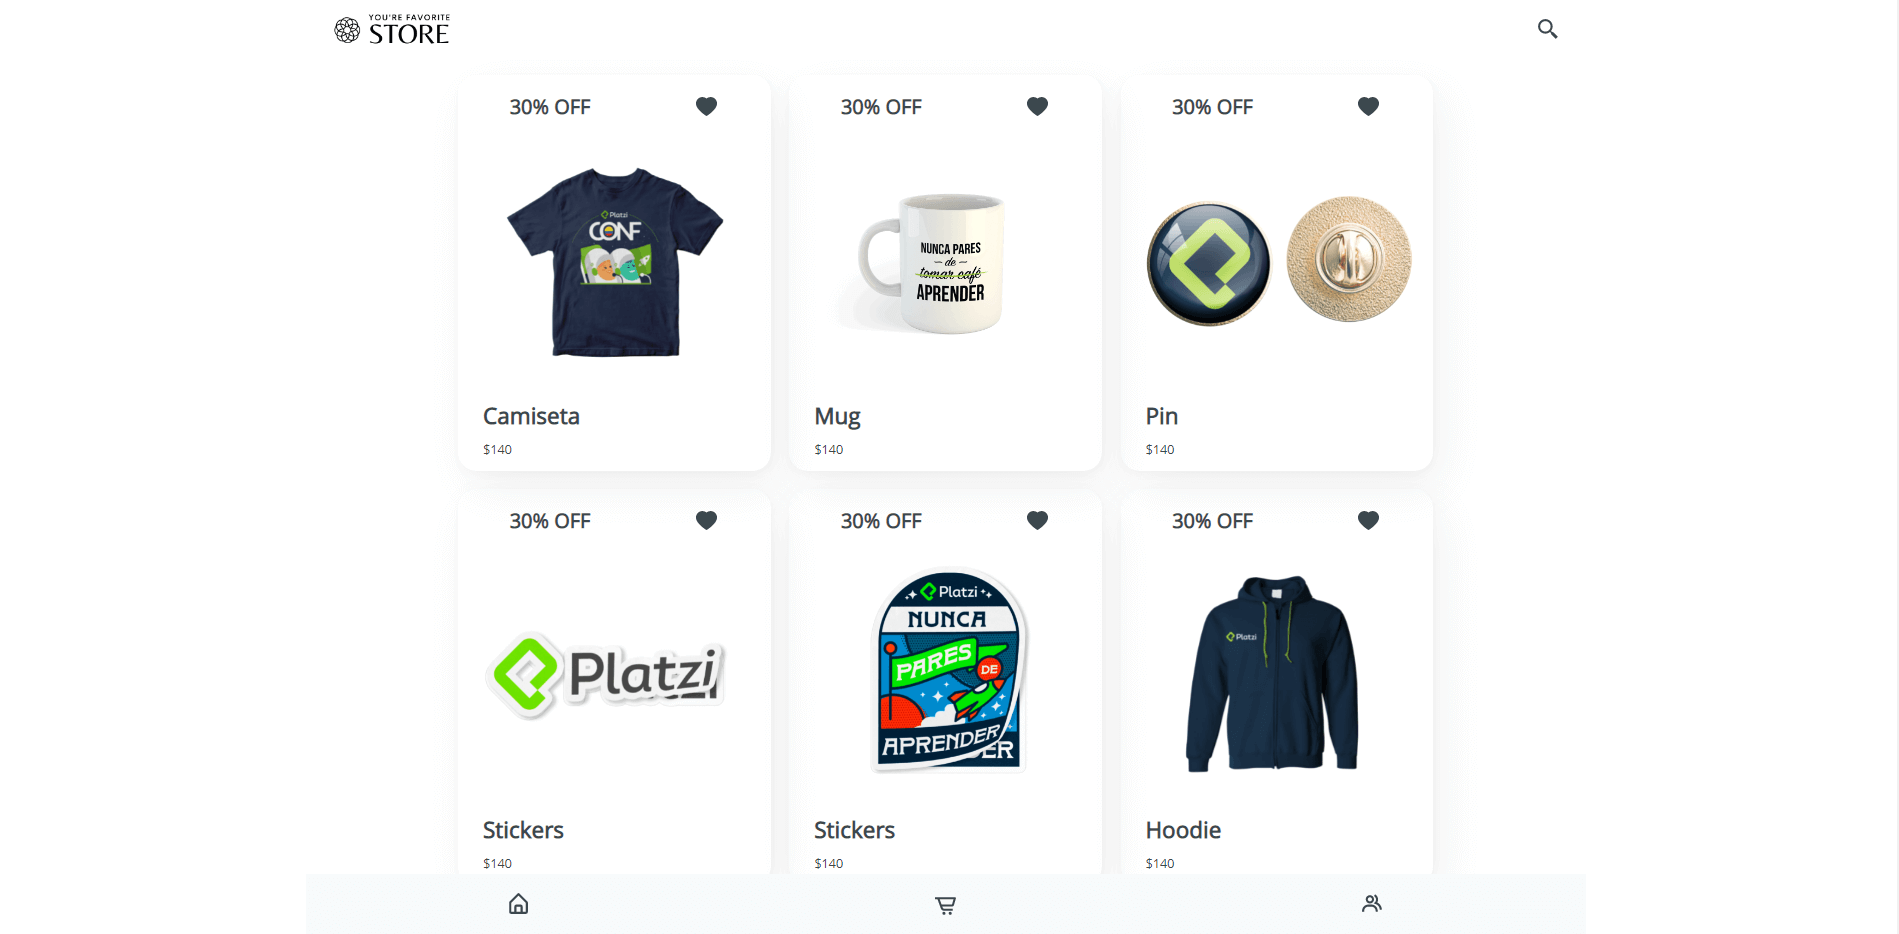 YOU'RE FAVORITE
STORE
30% OFF
30% OFF
30% OFF
Platzi
CONF
NUNCA PARES
de
tomar café
APRENDER
Camiseta
Mug
Pin
$140
$140
$140
30% OFF
30% OFF
30% OFF
Platzi
Platzi
NUNCA
PARES
DE
APRENDER
DER
Platzi
Stickers
Stickers
Hoodie
$140
$140
$140